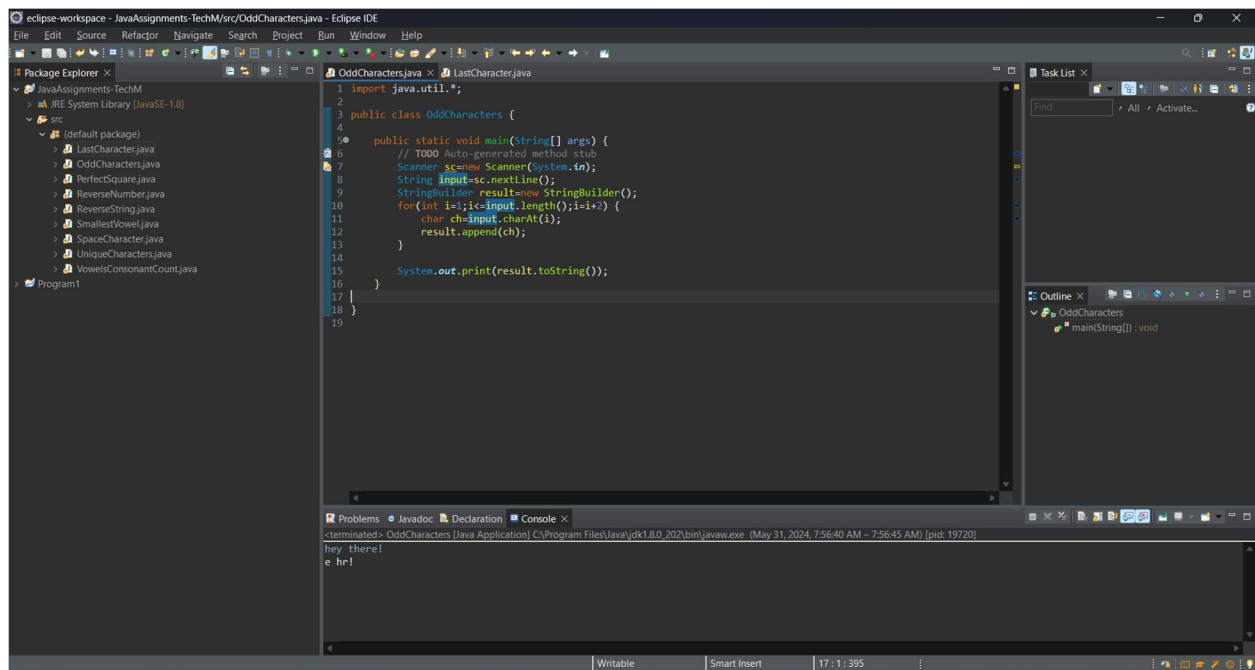 eclipse-workspace - JavaAssignments-TechM/src/OddCharacters.java - Eclipse IDE
File Edit Source Refactor Navigate Search Project Run Window Help
Package Explorer
JavaAssignments-TechM
JRE System Library [JavaSE-1.8]
src
(default package)
LastCharacter.java
OddCharacters.java
PerfectSquare.java
ReverseNumber.java
ReverseString.java
SmallestVowel.java
SpaceCharacter.java
UniqueCharacters.java
VowelsConsonantCount.java
Program1
OddCharacters.java LastCharacter.java
1 import java.util.*;
2
3 public class OddCharacters {
4
5 public static void main(String[] args) {
6 // TODO Auto-generated method stub
7 Scanner sc=new Scanner(System.in);
8 String input=sc.nextLine();
9 StringBuilder result=new StringBuilder();
10 for(int i=1;i<=input.length();i=i+2) {
11 char ch=input.charAt(i);
12 result.append(ch);
13 }
14
15 System.out.print(result.toString());
16 }
17
18 }
19
Task List
Find All Activate...
Outline
OddCharacters
main(String[]) : void
Problems Javadoc Declaration Console
<terminated> OddCharacters [Java Application] C:\Program Files\Java\jdk1.8.0_202\bin\javaw.exe (May 31, 2024, 7:56:40 AM – 7:56:45 AM) [pid: 19720]
hey there!
e hr!
Writable Smart Insert 17 : 1 : 395